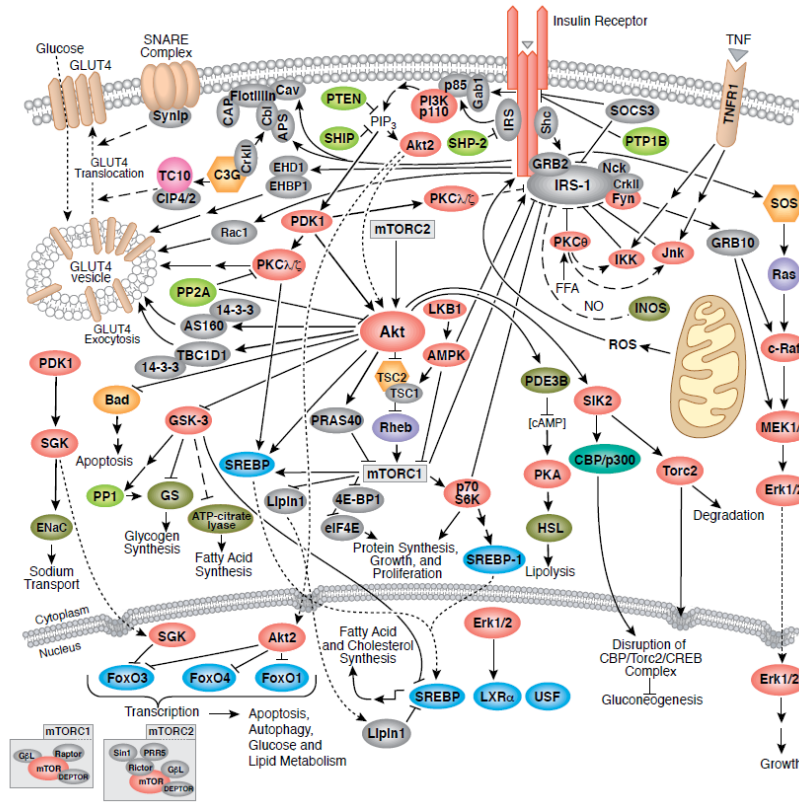 Insulin Receptor
SNARE
Complex
TNF
Glucose
GLUT4
SynIp
CAP
FlotIllin
Cav
Cbl
APS
CrkII
PTEN
SHIP
PIP3
PI3K
p110
p85
Gab1
IRS
SHP-2
Akt2
Shc
SOCS3
PTP1B
TNFR1
GLUT4
Translocation
TC10
C3G
CIP4/2
EHD1
EHBP1
GRB2
IRS-1
Nck
CrkII
Fyn
SOS
Rac1
PDK1
PKCλ/ζ
mTORC2
PKCθ
IKK
Jnk
GRB10
Ras
GLUT4
vesicle
PKCλ/ζ
PP2A
FFA
NO
INOS
GLUT4
Exocytosis
14-3-3
AS160
TBC1D1
14-3-3
Akt
LKB1
AMPK
ROS
c-Raf
PDK1
Bad
TSC2
TSC1
PDE3B
SIK2
SGK
GSK-3
PRAS40
Rheb
[cAMP]
MEK1/
Apoptosis
SREBP
mTORC1
CBP/p300
PKA
Torc2
Erk1/2
PP1
GS
LIpIn1
4E-BP1
p70
S6K
ENaC
ATP-citrate
lyase
eIF4E
HSL
Degradation
Glycogen
Synthesis
Fatty Acid
Synthesis
Protein Synthesis,
Growth, and
Proliferation
SREBP-1
Lipolysis
Sodium
Transport
Cytoplasm
Nucleus
SGK
Akt2
Fatty Acid
and Cholesterol
Synthesis
Erk1/2
Disruption of
CBP/Torc2/CREB
Complex
Gluconeogenesis
Erk1/2
FoxO3
FoxO4
FoxO1
SREBP
LXRα
USF
Transcription
Apoptosis,
Autophagy,
Glucose and
Lipid Metabolism
LIpIn1
Growth
mTORC1
GβL
Raptor
mTOR
DEPTOR
mTORC2
Sin1
PRR5
Rictor
GβL
mTOR
DEPTOR